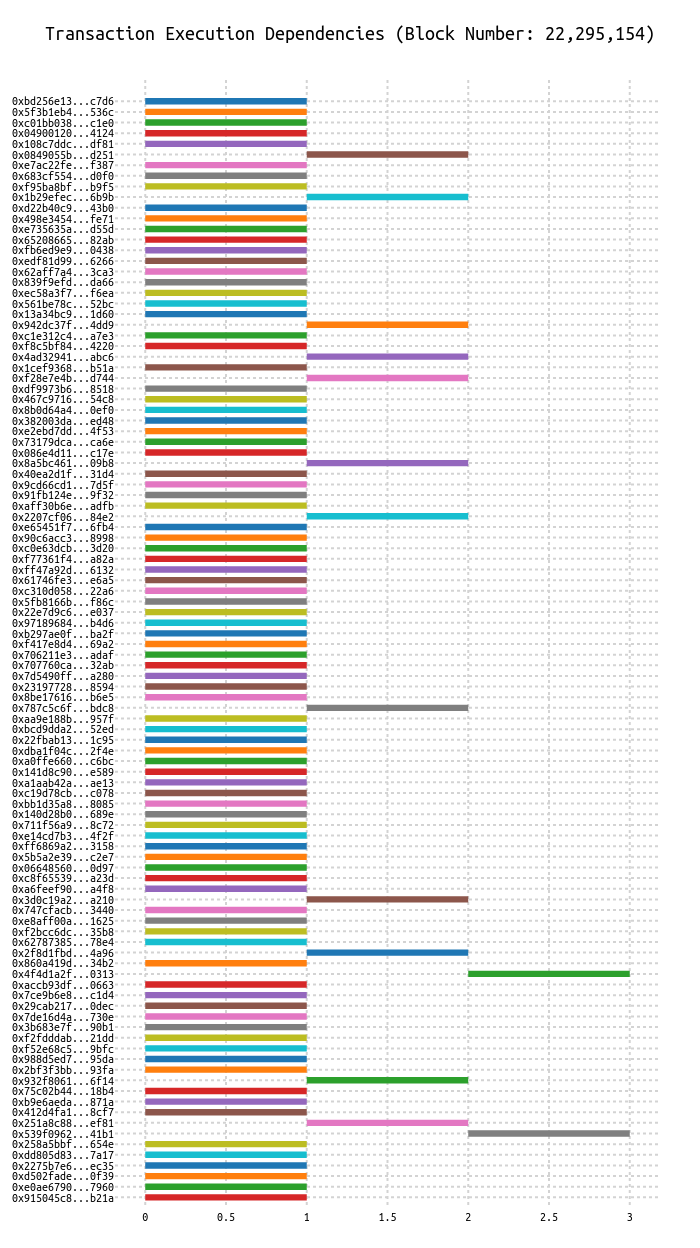 Transaction Execution Dependencies (Block Number: 22,295,154)
0xbd256e13...c7d6
0x5f3b1eb4...536c
0xc01bb038...c1e0
0x04900120...4124
0x108c7ddc...df81
0x0849055b...d251
0xe7ac22fe...f387
0x683cf554...d0f0
0xf95ba8bf...b9f5
0x1b29efec...6b9b
0xd22b40c9...43b0
0x498e3454...fe71
0xe735635a...d55d
0x65208665...82ab
0xfb6ed9e9...0438
0xedf81d99...6266
0x62aff7a4...3ca3
0x839f9efd...da66
0xec58a3f7...f6ea
0x561be78c...52bc
0x13a34bc9...1d60
0x942dc37f...4dd9
0xc1e312c4...a7e3
0xf8c5bf84...4220
0x4ad32941...abc6
0x1cef9368...b51a
0xf28e7e4b...d744
0xdf9973b6...8518
0x467c9716...54c8
0x8b0d64a4...0ef0
0x382003da...ed48
0xe2ebd7dd...4f53
0x73179dca...ca6e
0x086e4d11...c17e
0x8a5bc461...09b8
0x40ea2d1f...31d4
0x9cd66cd1...7d5f
0x91fb124e...9f32
0xaff30b6e...adfb
0x2207cf06...84e2
0xe65451f7...6fb4
0x90c6acc3...8998
0xc0e63dcb...3d20
0xf77361f4...a82a
0xff47a92d...6132
0x61746fe3...e6a5
0xc310d058...22a6
0x5fb8166b...f86c
0x22e7d9c6...e037
0x97189684...b4d6
0xb297ae0f...ba2f
0xf417e8d4...69a2
0x706211e3...adaf
0x707760ca...32ab
0x7d5490ff...a280
0x23197728...8594
0x8be17616...b6e5
0x787c5c6f...bdc8
0xaa9e188b...957f
0xbcd9dda2...52ed
0x22fbab13...1c95
0xdba1f04c...2f4e
0xa0ffe660...c6bc
0x141d8c90...e589
0xa1aab42a...ae13
0xc19d78cb...c078
0xbb1d35a8...8085
0x140d28b0...689e
0x711f56a9...8c72
0xe14cd7b3...4f2f
0xff6869a2...3158
0x5b5a2e39...c2e7
0x06648560...0d97
0xc8f65539...a23d
0xa6feef90...a4f8
0x3d0c19a2...a210
0x747cfacb...3440
0xe8aff00a...1625
0xf2bcc6dc...35b8
0x62787385...78e4
0x2f8d1fbd...4a96
0x860a419d...34b2
0x4f4d1a2f...0313
0xaccb93df...0663
0x7ce9b6e8...c1d4
0x29cab217...0dec
0x7de16d4a...730e
0x3b683e7f...90b1
0xf2fdddab...21dd
0xf52e68c5...9bfc
0x988d5ed7...95da
0x2bf3f3bb...93fa
0x932f8061...6f14
0x75c02b44...18b4
0xb9e6aeda...871a
0x412d4fa1...8cf7
0x251a8c88...ef81
0x539f0962...41b1
0x258a5bbf...654e
0xdd805d83...7a17
0x2275b7e6...ec35
0xd502fade...0f39
0xe0ae6790...7960
0x915045c8...b21a
0 0.5 1 1.5 2 2.5 3